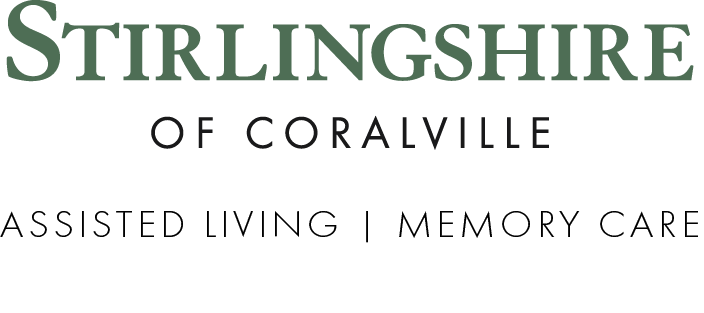 STIRLINGSHIRE
OF CORALVILLE
ASSISTED LIVING | MEMORY CARE